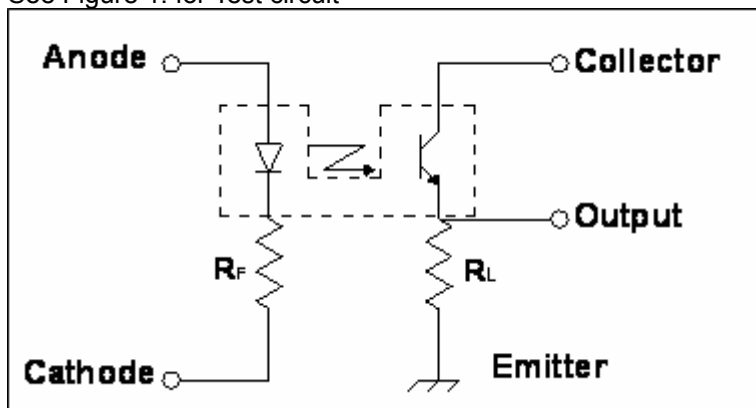 See Figure 1. for Test circuit
Anode
Collector
Output
RF
RL
Cathode
Emitter